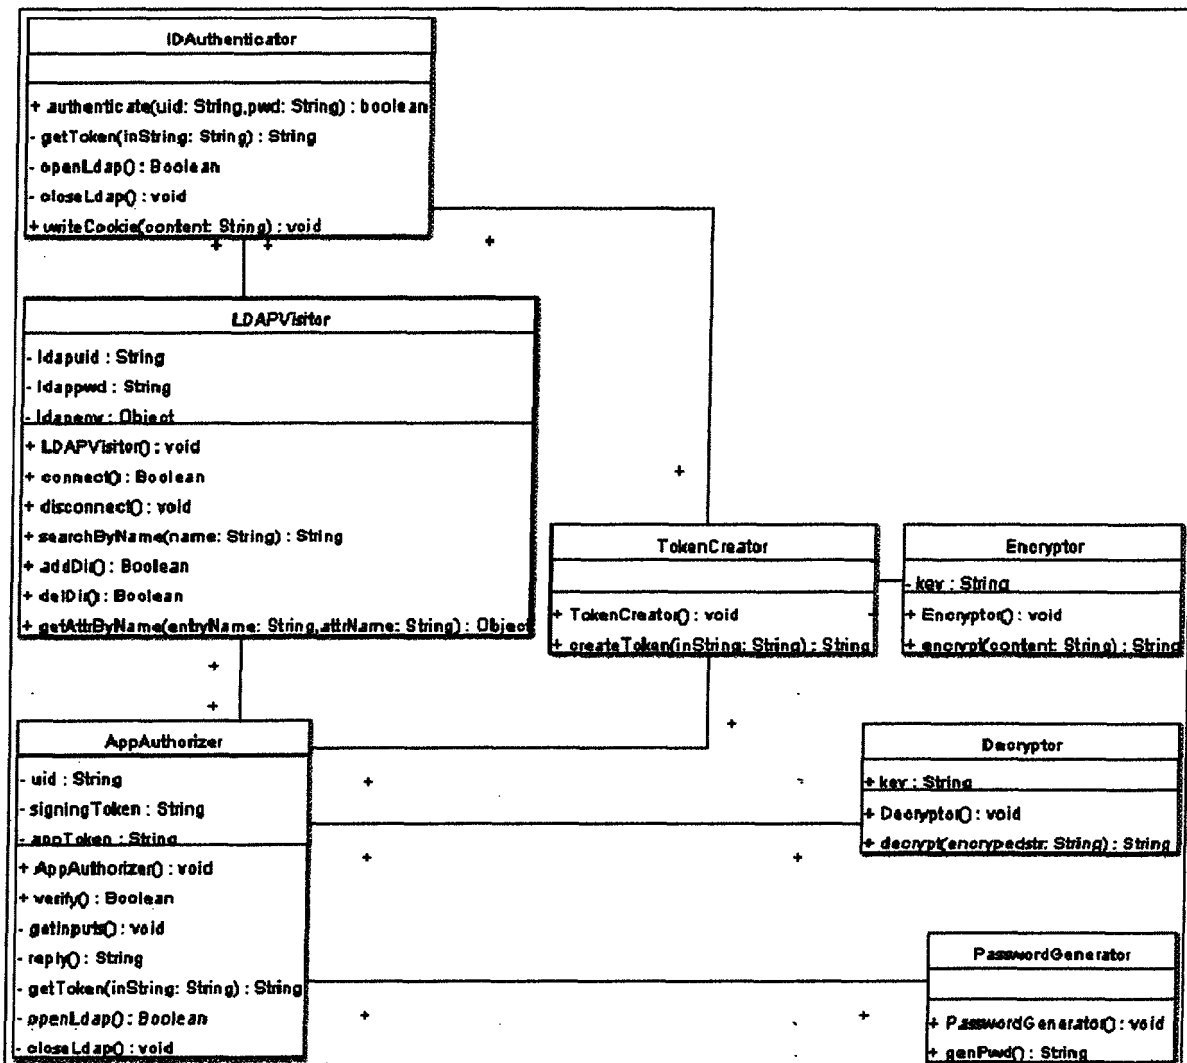 IDAuthenticator
+ authenticate(uid: String,pwd: String) : boolean
- getToken(inString: String) : String
- openLdap() : Boolean
- closeLdap() : void
+ writeCookie(content: String) : void
LDAPVisitor
- ldapuid : String
- ldappwd : String
- ldapenv : Object
+ LDAPVisitor() : void
+ connect() : Boolean
+ disconnect() : void
+ searchByName(name: String) : String
+ addDir() : Boolean
+ delDir() : Boolean
+ getAttrByName(entryName: String,attrName: String) : Object
TokenCreator
+ TokenCreator() : void
+ createToken(inString: String) : String
Encryptor
- key : String
+ Encryptor() : void
+ encrypt(content: String) : String
AppAuthorizer
- uid : String
- signingToken : String
- appToken : String
+ AppAuthorizer() : void
+ verify() : Boolean
- getInputs() : void
- reply() : String
- getToken(inString: String) : String
- openLdap() : Boolean
- closeLdap() : void
Decryptor
+ key : String
+ Decryptor() : void
+ decrypt(encrypedstr: String) : String
PasswordGenerator
+ PasswordGenerator() : void
+ genPwd() : String